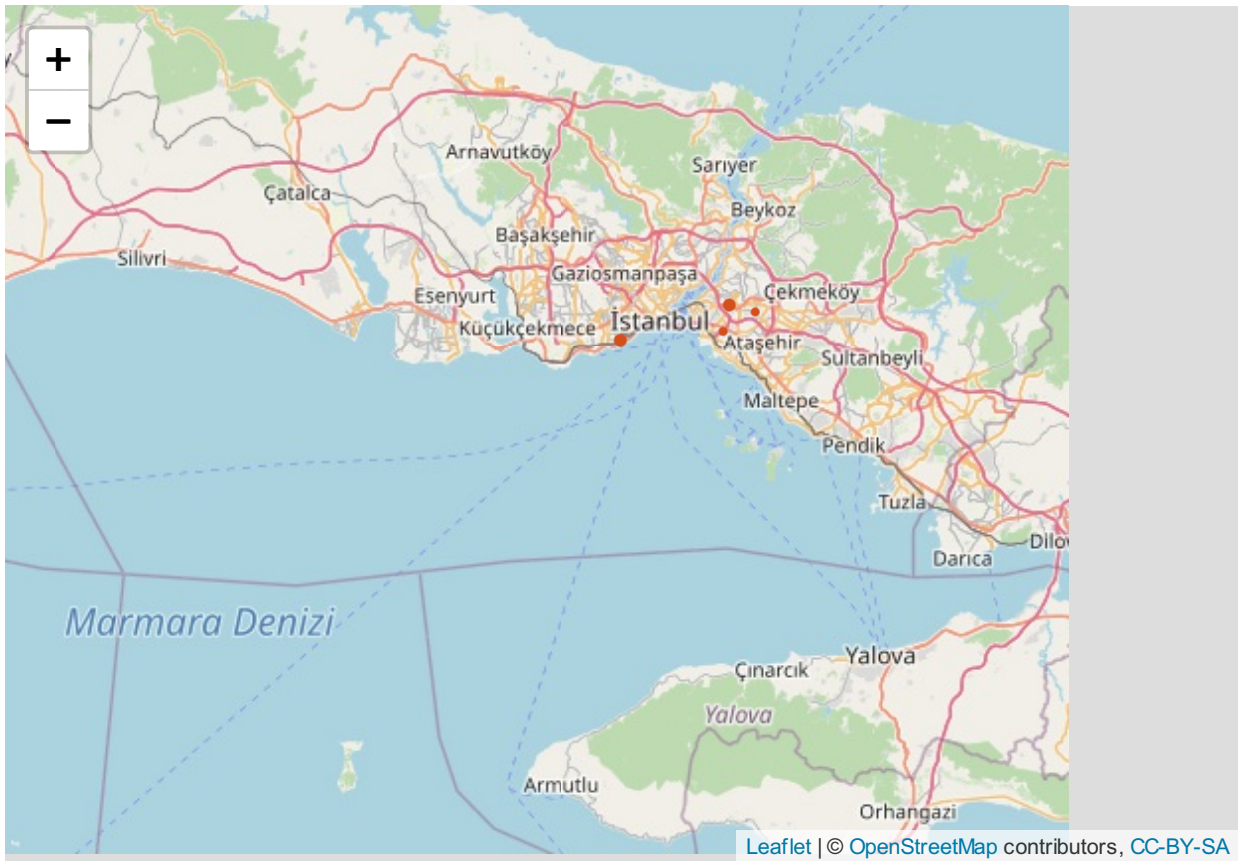 +
−
Arnavutköy
Sarıyer
Çatalca
Beykoz
Başakşehir
Silivri
Gaziosmanpaşa
Esenyurt
Çekmeköy
Küçükçekmece
İstanbul
Ataşehir
Sultanbeyli
Maltepe
Pendik
Tuzla
Dilov
Darıca
Marmara Denizi
Yalova
Çınarcık
Yalova
Armutlu
Orhangazi
Leaflet | © OpenStreetMap contributors, CC-BY-SA